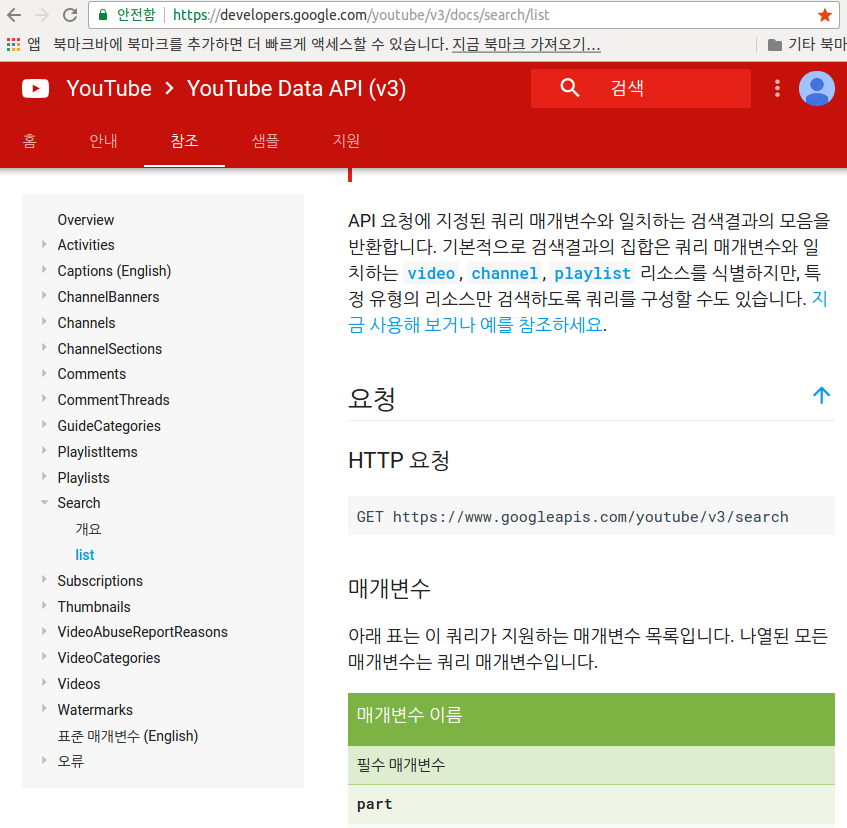 안전함 https://developers.google.com/youtube/v3/docs/search/list
앱 북마크바에 북마크를 추가하면 더 빠르게 액세스할 수 있습니다. 지금 북마크 가져오기... 기타 북마
YouTube > YouTube Data API (v3) 검색
홈 안내 참조 샘플 지원
Overview
Activities
Captions (English)
ChannelBanners
Channels
ChannelSections
Comments
CommentThreads
GuideCategories
PlaylistItems
Playlists
Search
개요
list
Subscriptions
Thumbnails
VideoAbuseReportReasons
VideoCategories
Videos
Watermarks
표준 매개변수 (English)
오류
API 요청에 지정된 쿼리 매개변수와 일치하는 검색결과의 모음을
반환합니다. 기본적으로 검색결과의 집합은 쿼리 매개변수와 일
치하는 video, channel, playlist 리소스를 식별하지만, 특
정 유형의 리소스만 검색하도록 쿼리를 구성할 수도 있습니다. 지
금 사용해 보거나 예를 참조하세요.
요청
HTTP 요청
GET https://www.googleapis.com/youtube/v3/search
매개변수
아래 표는 이 쿼리가 지원하는 매개변수 목록입니다. 나열된 모든
매개변수는 쿼리 매개변수입니다.
매개변수 이름
필수 매개변수
part